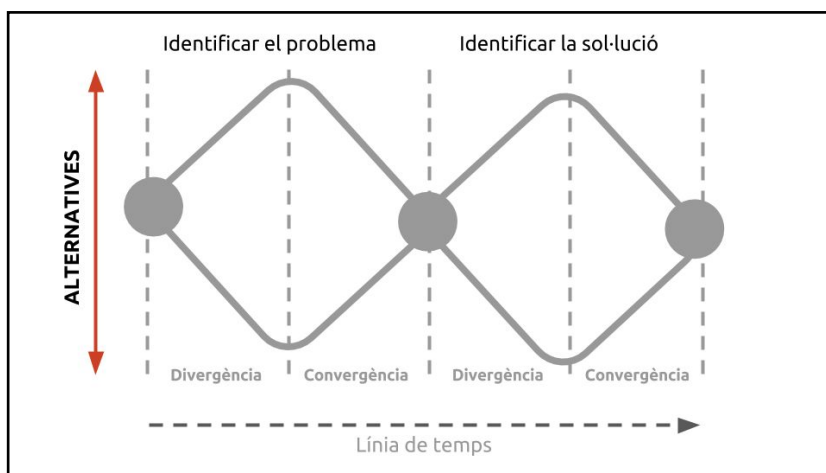 Identificar el problema
Identificar la sol·lució
ALTERNATIVES
Divergència
Convergència
Divergència
Convergència
Línia de temps